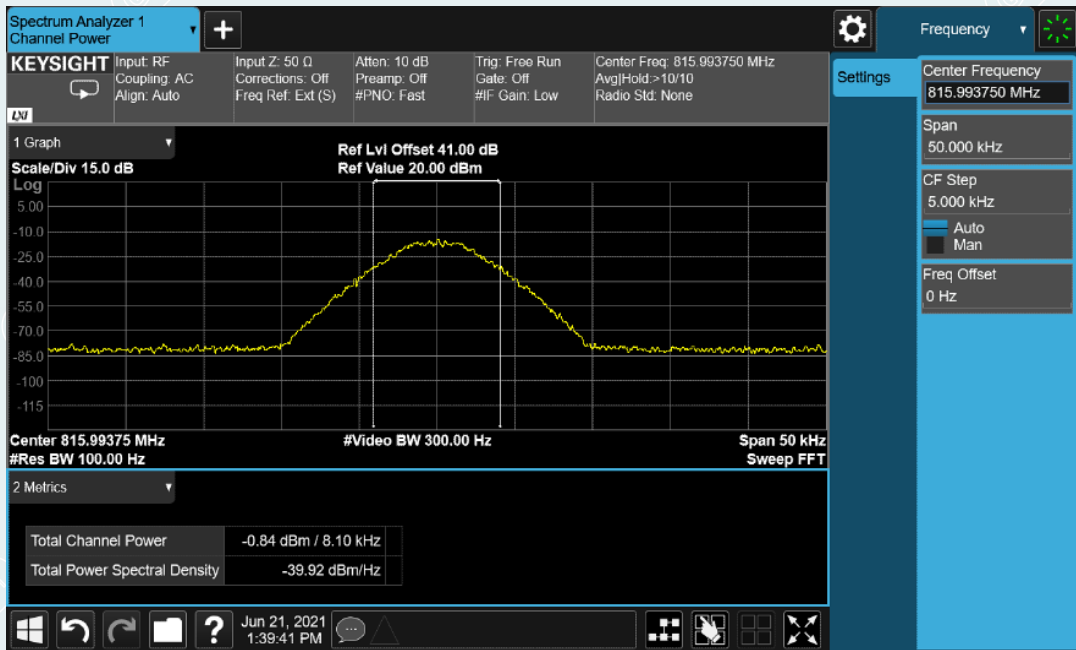 Spectrum Analyzer 1
Channel Power
Frequency
KEYSIGHT
Input: RF
Coupling: AC
Align: Auto
Input Z: 50 Ω
Corrections: Off
Freq Ref: Ext (S)
Atten: 10 dB
Preamp: Off
#PNO: Fast
Trig: Free Run
Gate: Off
#IF Gain: Low
Center Freq: 815.993750 MHz
Avg|Hold:>10/10
Radio Std: None
LXI
Settings
Center Frequency
815.993750 MHz
Span
50.000 kHz
CF Step
5.000 kHz
Auto
Man
Freq Offset
0 Hz
1 Graph
Ref Lvl Offset 41.00 dB
Scale/Div 15.0 dB
Ref Value 20.00 dBm
Log
5.00
-10.0
-25.0
-40.0
-55.0
-70.0
-85.0
-100
-115
Center 815.99375 MHz
#Video BW 300.00 Hz
Span 50 kHz
#Res BW 100.00 Hz
Sweep FFT
2 Metrics
Total Channel Power -0.84 dBm / 8.10 kHz
Total Power Spectral Density -39.92 dBm/Hz
?
Jun 21, 2021
1:39:41 PM